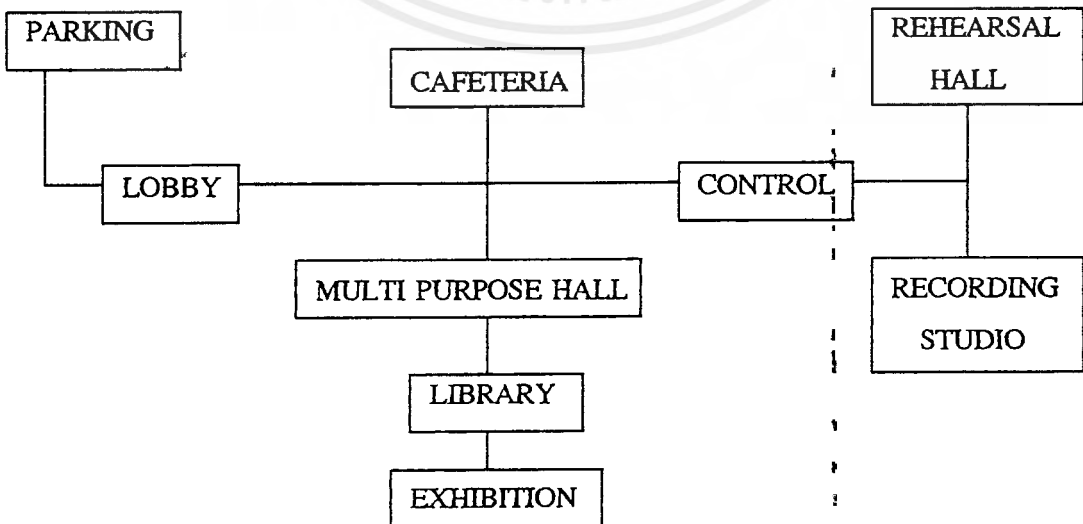 PARKING
CAFETERIA
REHEARSAL
HALL
LOBBY
CONTROL
MULTI PURPOSE HALL
RECORDING
STUDIO
LIBRARY
EXHIBITION